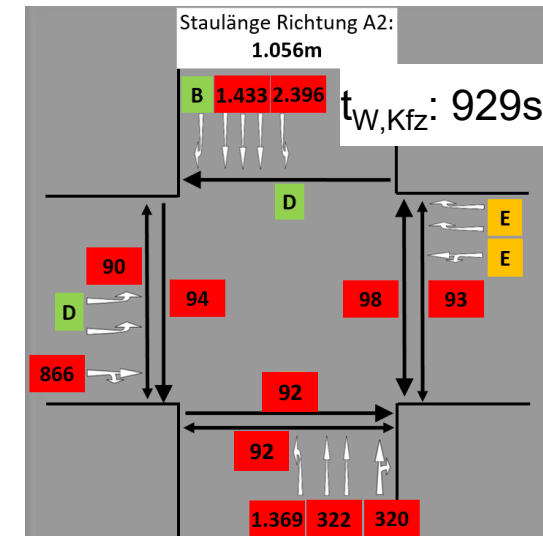 Staulänge Richtung A2:
1.056m
t_W,Kfz: 929s
B 1.433 2.396
D
E
E
90
94
98
93
D
866
92
92
1.369 322 320